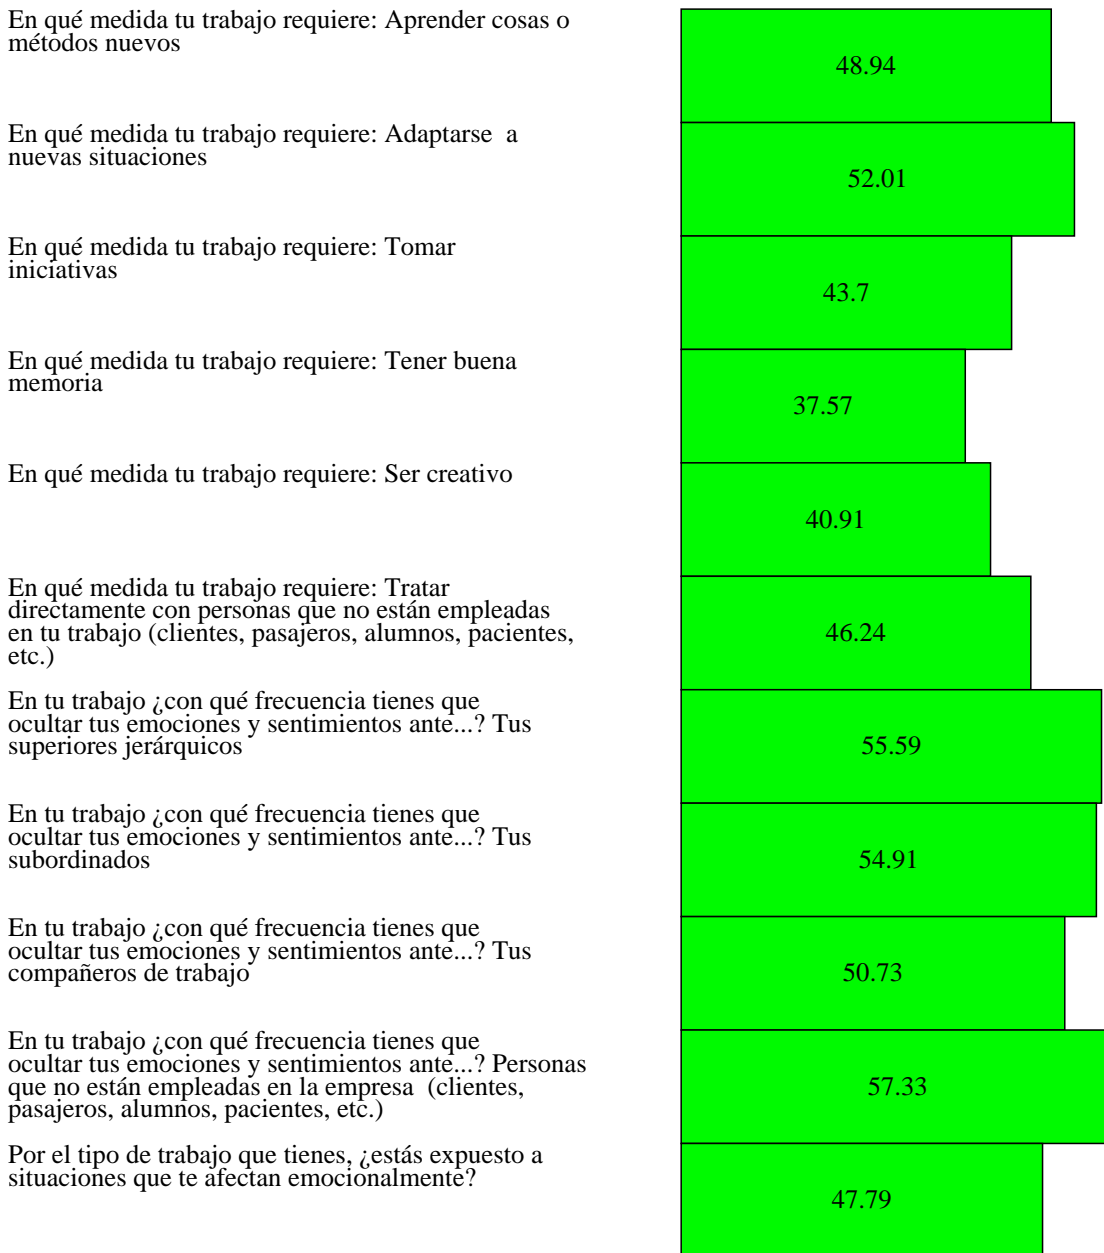 En qué medida tu trabajo requiere: Aprender cosas o
métodos nuevos
48.94
En qué medida tu trabajo requiere: Adaptarse  a
nuevas situaciones
52.01
En qué medida tu trabajo requiere: Tomar
iniciativas
43.7
En qué medida tu trabajo requiere: Tener buena
memoria
37.57
En qué medida tu trabajo requiere: Ser creativo
40.91
En qué medida tu trabajo requiere: Tratar
directamente con personas que no están empleadas
en tu trabajo (clientes, pasajeros, alumnos, pacientes,
etc.)
46.24
En tu trabajo ¿con qué frecuencia tienes que
ocultar tus emociones y sentimientos ante...? Tus
superiores jerárquicos
55.59
En tu trabajo ¿con qué frecuencia tienes que
ocultar tus emociones y sentimientos ante...? Tus
subordinados
54.91
En tu trabajo ¿con qué frecuencia tienes que
ocultar tus emociones y sentimientos ante...? Tus
compañeros de trabajo
50.73
En tu trabajo ¿con qué frecuencia tienes que
ocultar tus emociones y sentimientos ante...? Personas
que no están empleadas en la empresa  (clientes,
pasajeros, alumnos, pacientes, etc.)
57.33
Por el tipo de trabajo que tienes, ¿estás expuesto a
situaciones que te afectan emocionalmente?
47.79